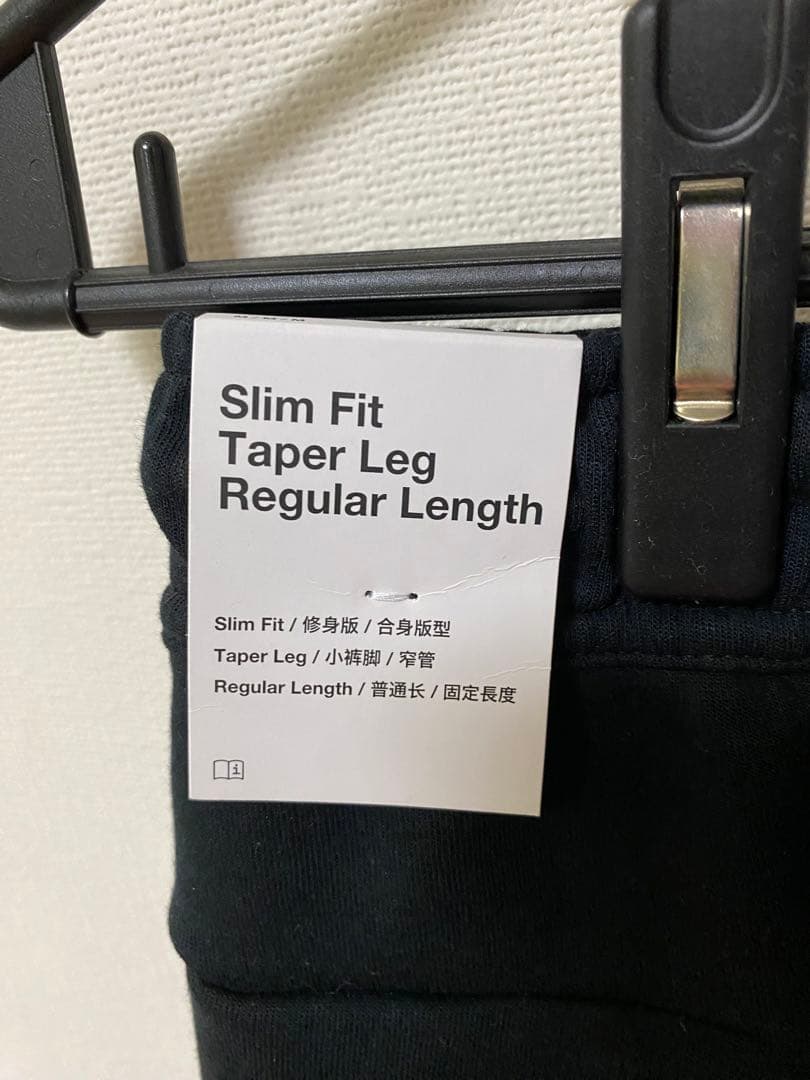 Slim Fit
Taper Leg
Regular Length
Slim Fit / 修身版 / 合身版型
Taper Leg / 小裤脚 / 窄管
Regular Length / 普通长 / 固定長度
i